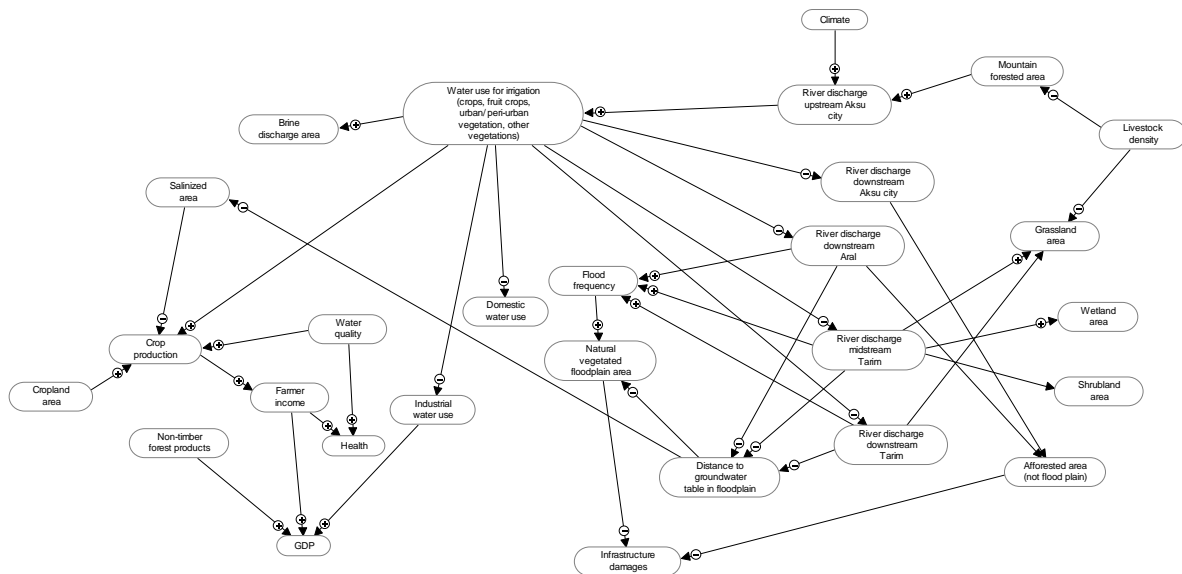 Climate
Mountain
forested area
Water use for irrigation
(crops, fruit crops,
urban/ peri-urban
vegetation, other
vegetations)
River discharge
upstream Aksu
city
Brine
discharge area
Livestock
density
Salinized
area
River discharge
downstream
Aksu city
Grassland
area
River discharge
downstream
Aral
Flood
frequency
Domestic
water use
Water
quality
Wetland
area
Crop
production
Natural
vegetated
floodplain area
River discharge
midstream
Tarim
Shrubland
area
Cropland
area
Farmer
income
Industrial
water use
Non-timber
forest products
Health
River discharge
downstream
Tarim
Distance to
groundwater
table in floodplain
Afforested area
(not flood plain)
GDP
Infrastructure
damages